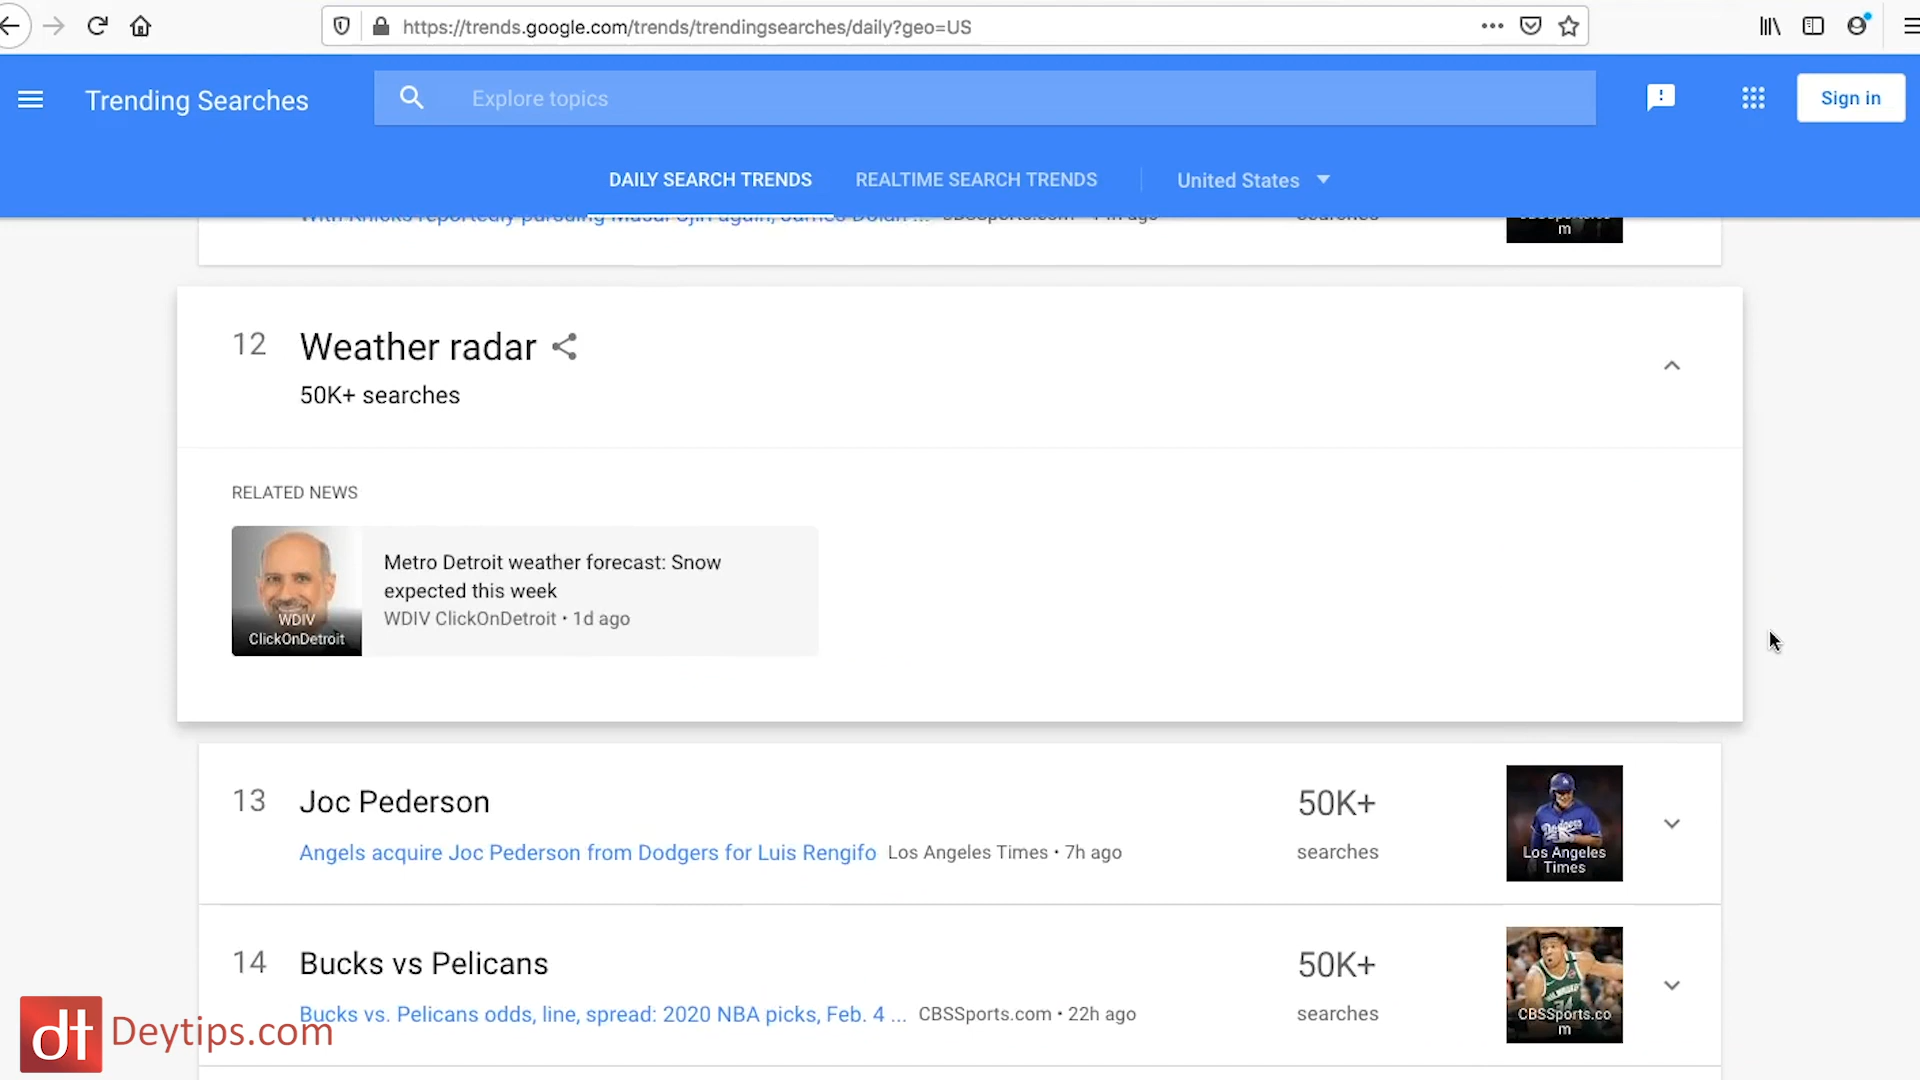 https://trends.google.com/trends/trendingsearches/daily?geo=US
Trending Searches
Explore topics
Sign in
DAILY SEARCH TRENDS
REALTIME SEARCH TRENDS
United States
With Knicks reportedly pursuing Masai Ujiri again, James Dolan ... CBSSports.com • 14h ago
searches
m
12
Weather radar
50K+ searches
RELATED NEWS
WDIV
ClickOnDetroit
Metro Detroit weather forecast: Snow
expected this week
WDIV ClickOnDetroit • 1d ago
13
Joc Pederson
50K+
Angels acquire Joc Pederson from Dodgers for Luis Rengifo Los Angeles Times • 7h ago
searches
Dodgers
Los Angeles
Times
14
Bucks vs Pelicans
50K+
Bucks vs. Pelicans odds, line, spread: 2020 NBA picks, Feb. 4 ... CBSSports.com • 22h ago
searches
34
CBSSports.co
m
dt Deytips.com